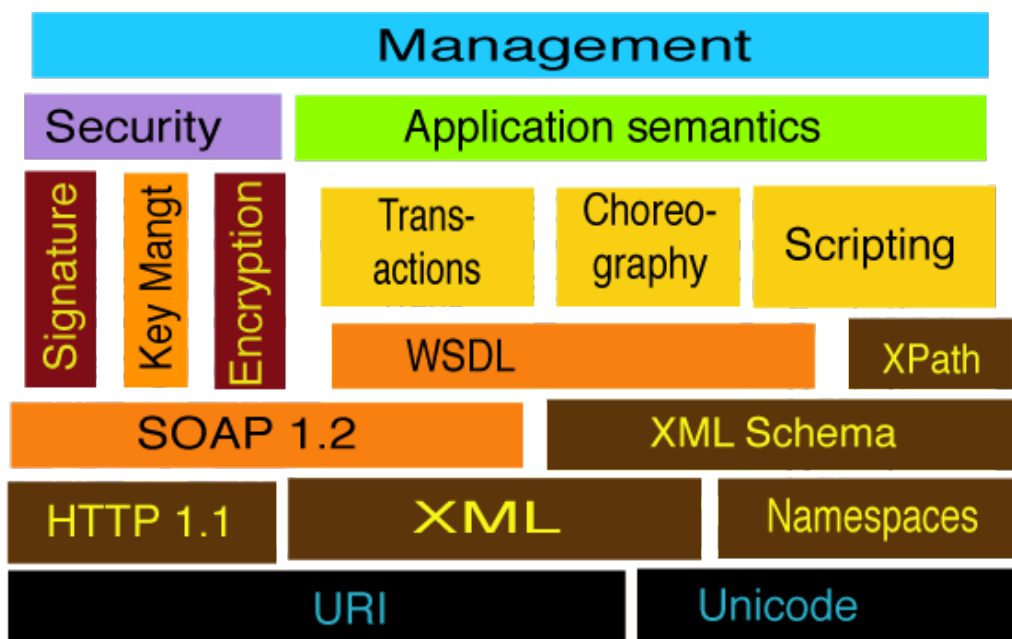 Management
Security
Application semantics
Signature
Key Mangt
Encryption
Trans-
actions
Choreo-
graphy
Scripting
WSDL
XPath
SOAP 1.2
XML Schema
HTTP 1.1
XML
Namespaces
URI
Unicode